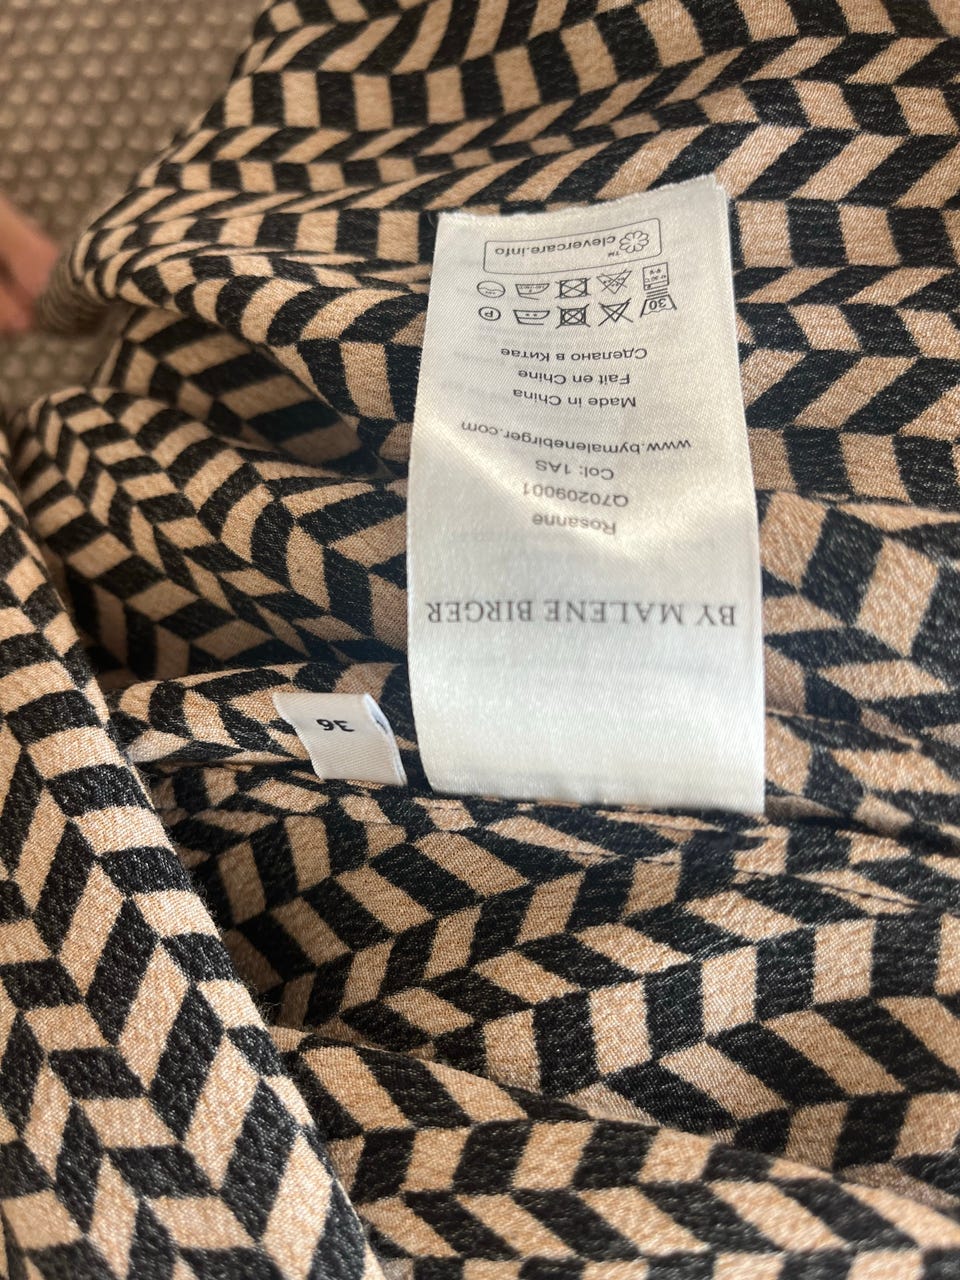 BY MALENE BIRGER
Rosanne
Q70209001
Col: 1AS
www.bymalenebirger.com
Made in China
Fait en Chine
Сделано в Китае
30
P
clevercare.info
TM
36